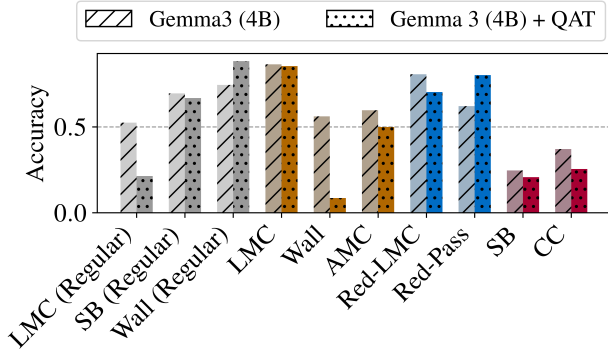 Gemma3 (4B)
Gemma 3 (4B) + QAT
Accuracy
0.5
0.0
LMC (Regular)
SB (Regular)
Wall (Regular)
LMC
Wall
AMC
Red-LMC
Red-Pass
SB
CC